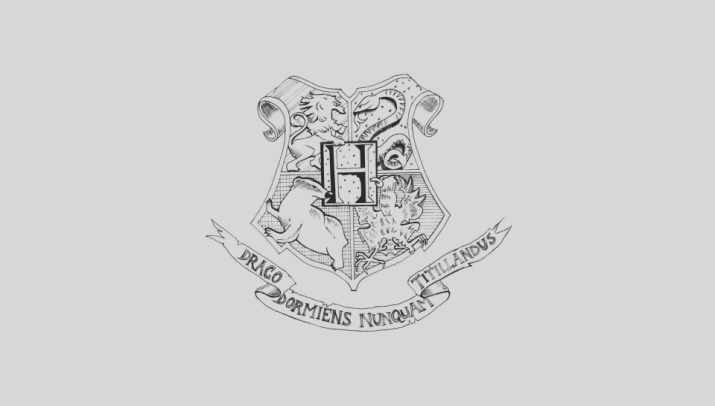 H
DRACO
DORMIENS NUNQUAM
TITILLANDUS